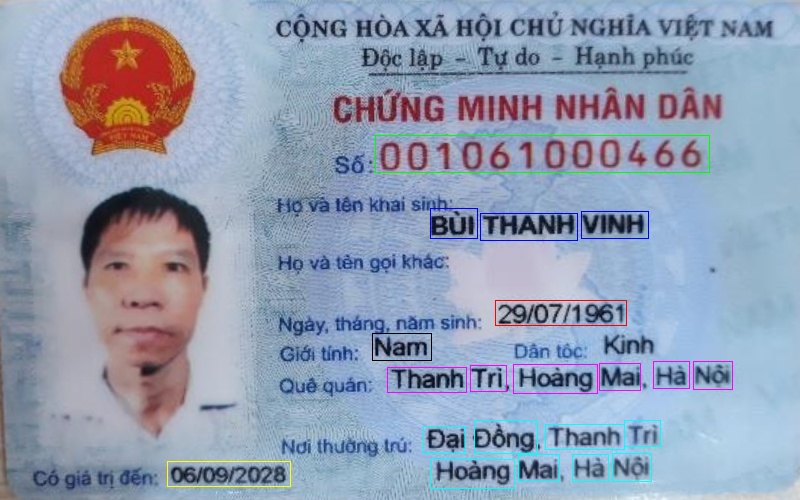 CỘNG HÒA XÃ HỘI CHỦ NGHĨA VIỆT NAM
Độc lập - Tự do - Hạnh phúc
CHỨNG MINH NHÂN DÂN
Số: 001061000466
Họ và tên khai sinh:
BÙI THANH VINH
Họ và tên gọi khác:
Ngày, tháng, năm sinh: 29/07/1961
Giới tính: Nam Dân tộc: Kinh
Quê quán: Thanh Trì, Hoàng Mai, Hà Nội
Nơi thường trú: Đại Đồng, Thanh Trì
Hoàng Mai, Hà Nội
Có giá trị đến: 06/09/2028